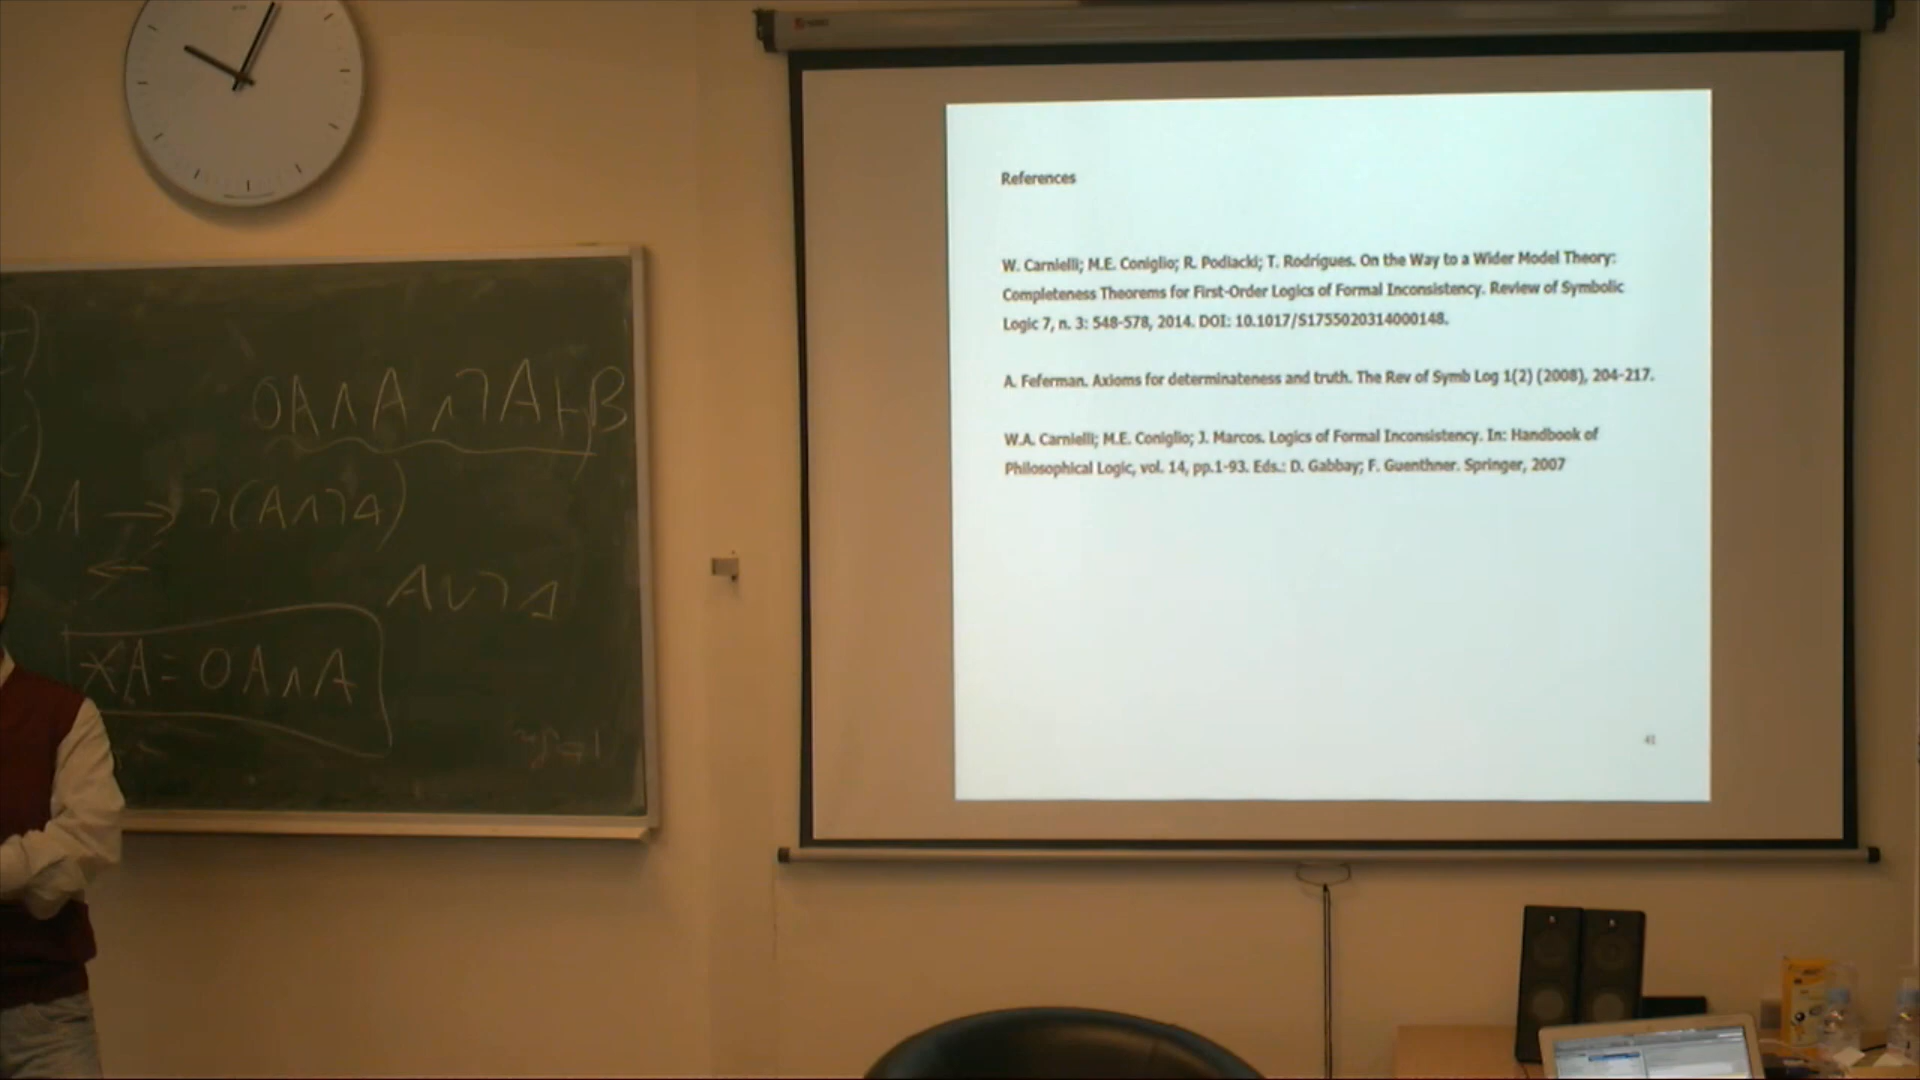 OA∧A∧¬A⊢B
OA → ¬(A∧¬A)
←
A∨¬A
*A = OA∧A
References
W. Carnielli; M.E. Coniglio; R. Podiacki; T. Rodrigues. On the Way to a Wider Model Theory:
Completeness Theorems for First-Order Logics of Formal Inconsistency. Review of Symbolic
Logic 7, n. 3: 548-578, 2014. DOI: 10.1017/S1755020314000148.
A. Feferman. Axioms for determinateness and truth. The Rev of Symb Log 1(2) (2008), 204-217.
W.A. Carnielli; M.E. Coniglio; J. Marcos. Logics of Formal Inconsistency. In: Handbook of
Philosophical Logic, vol. 14, pp.1-93. Eds.: D. Gabbay; F. Guenthner. Springer, 2007
41